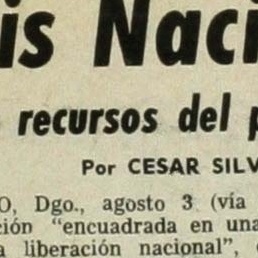 is Naci
recursos del p
Por CESAR SILV
O, Dgo., agosto 3 (vía
ción "encuadrada en una
a liberación nacional",